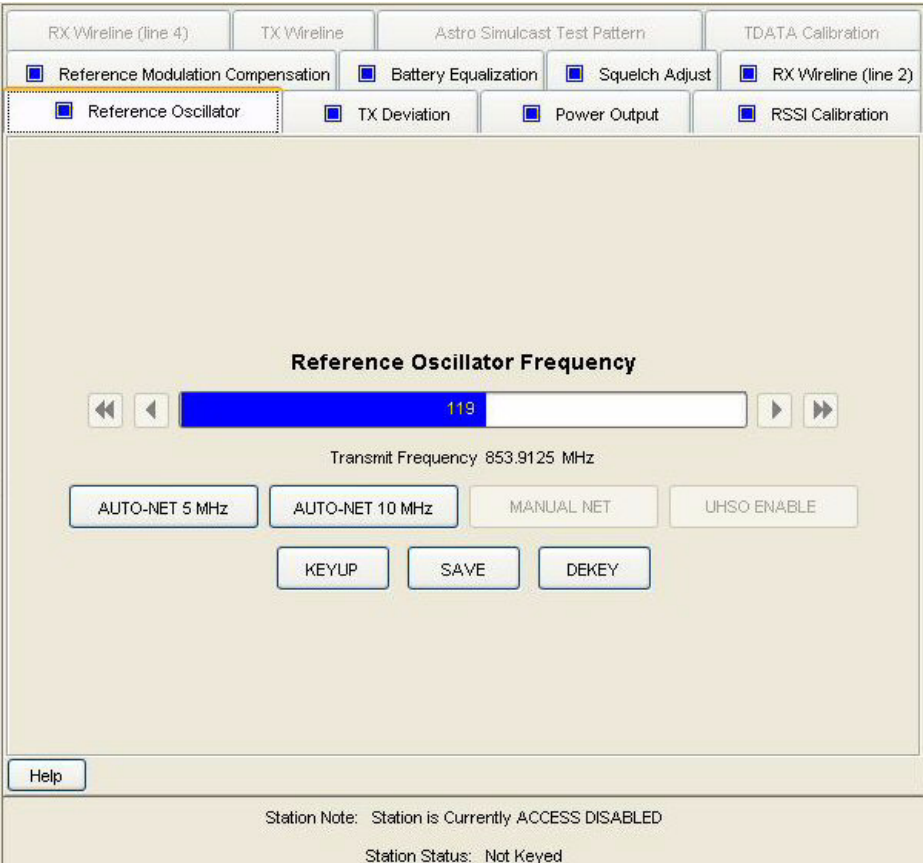 RX Wireline (line 4) TX Wireline Astro Simulcast Test Pattern TDATA Calibration
Reference Modulation Compensation Battery Equalization Squelch Adjust RX Wireline (line 2)
Reference Oscillator TX Deviation Power Output RSSI Calibration
Reference Oscillator Frequency
119
Transmit Frequency 853.9125 MHz
AUTO-NET 5 MHz AUTO-NET 10 MHz MANUAL NET UHSO ENABLE
KEYUP SAVE DEKEY
Help
Station Note: Station is Currently ACCESS DISABLED
Station Status: Not Keyed